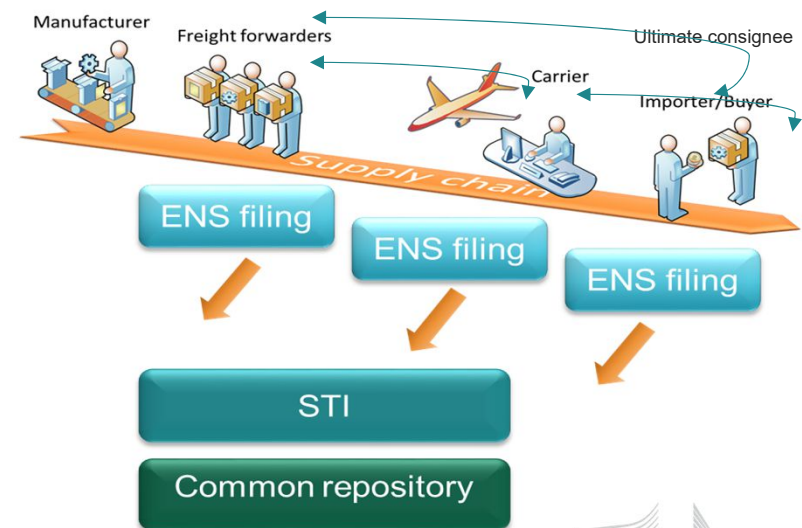 Manufacturer
Freight forwarders
Ultimate consignee
Carrier
Importer/Buyer
Supply chain
ENS filing
ENS filing
ENS filing
STI
Common repository